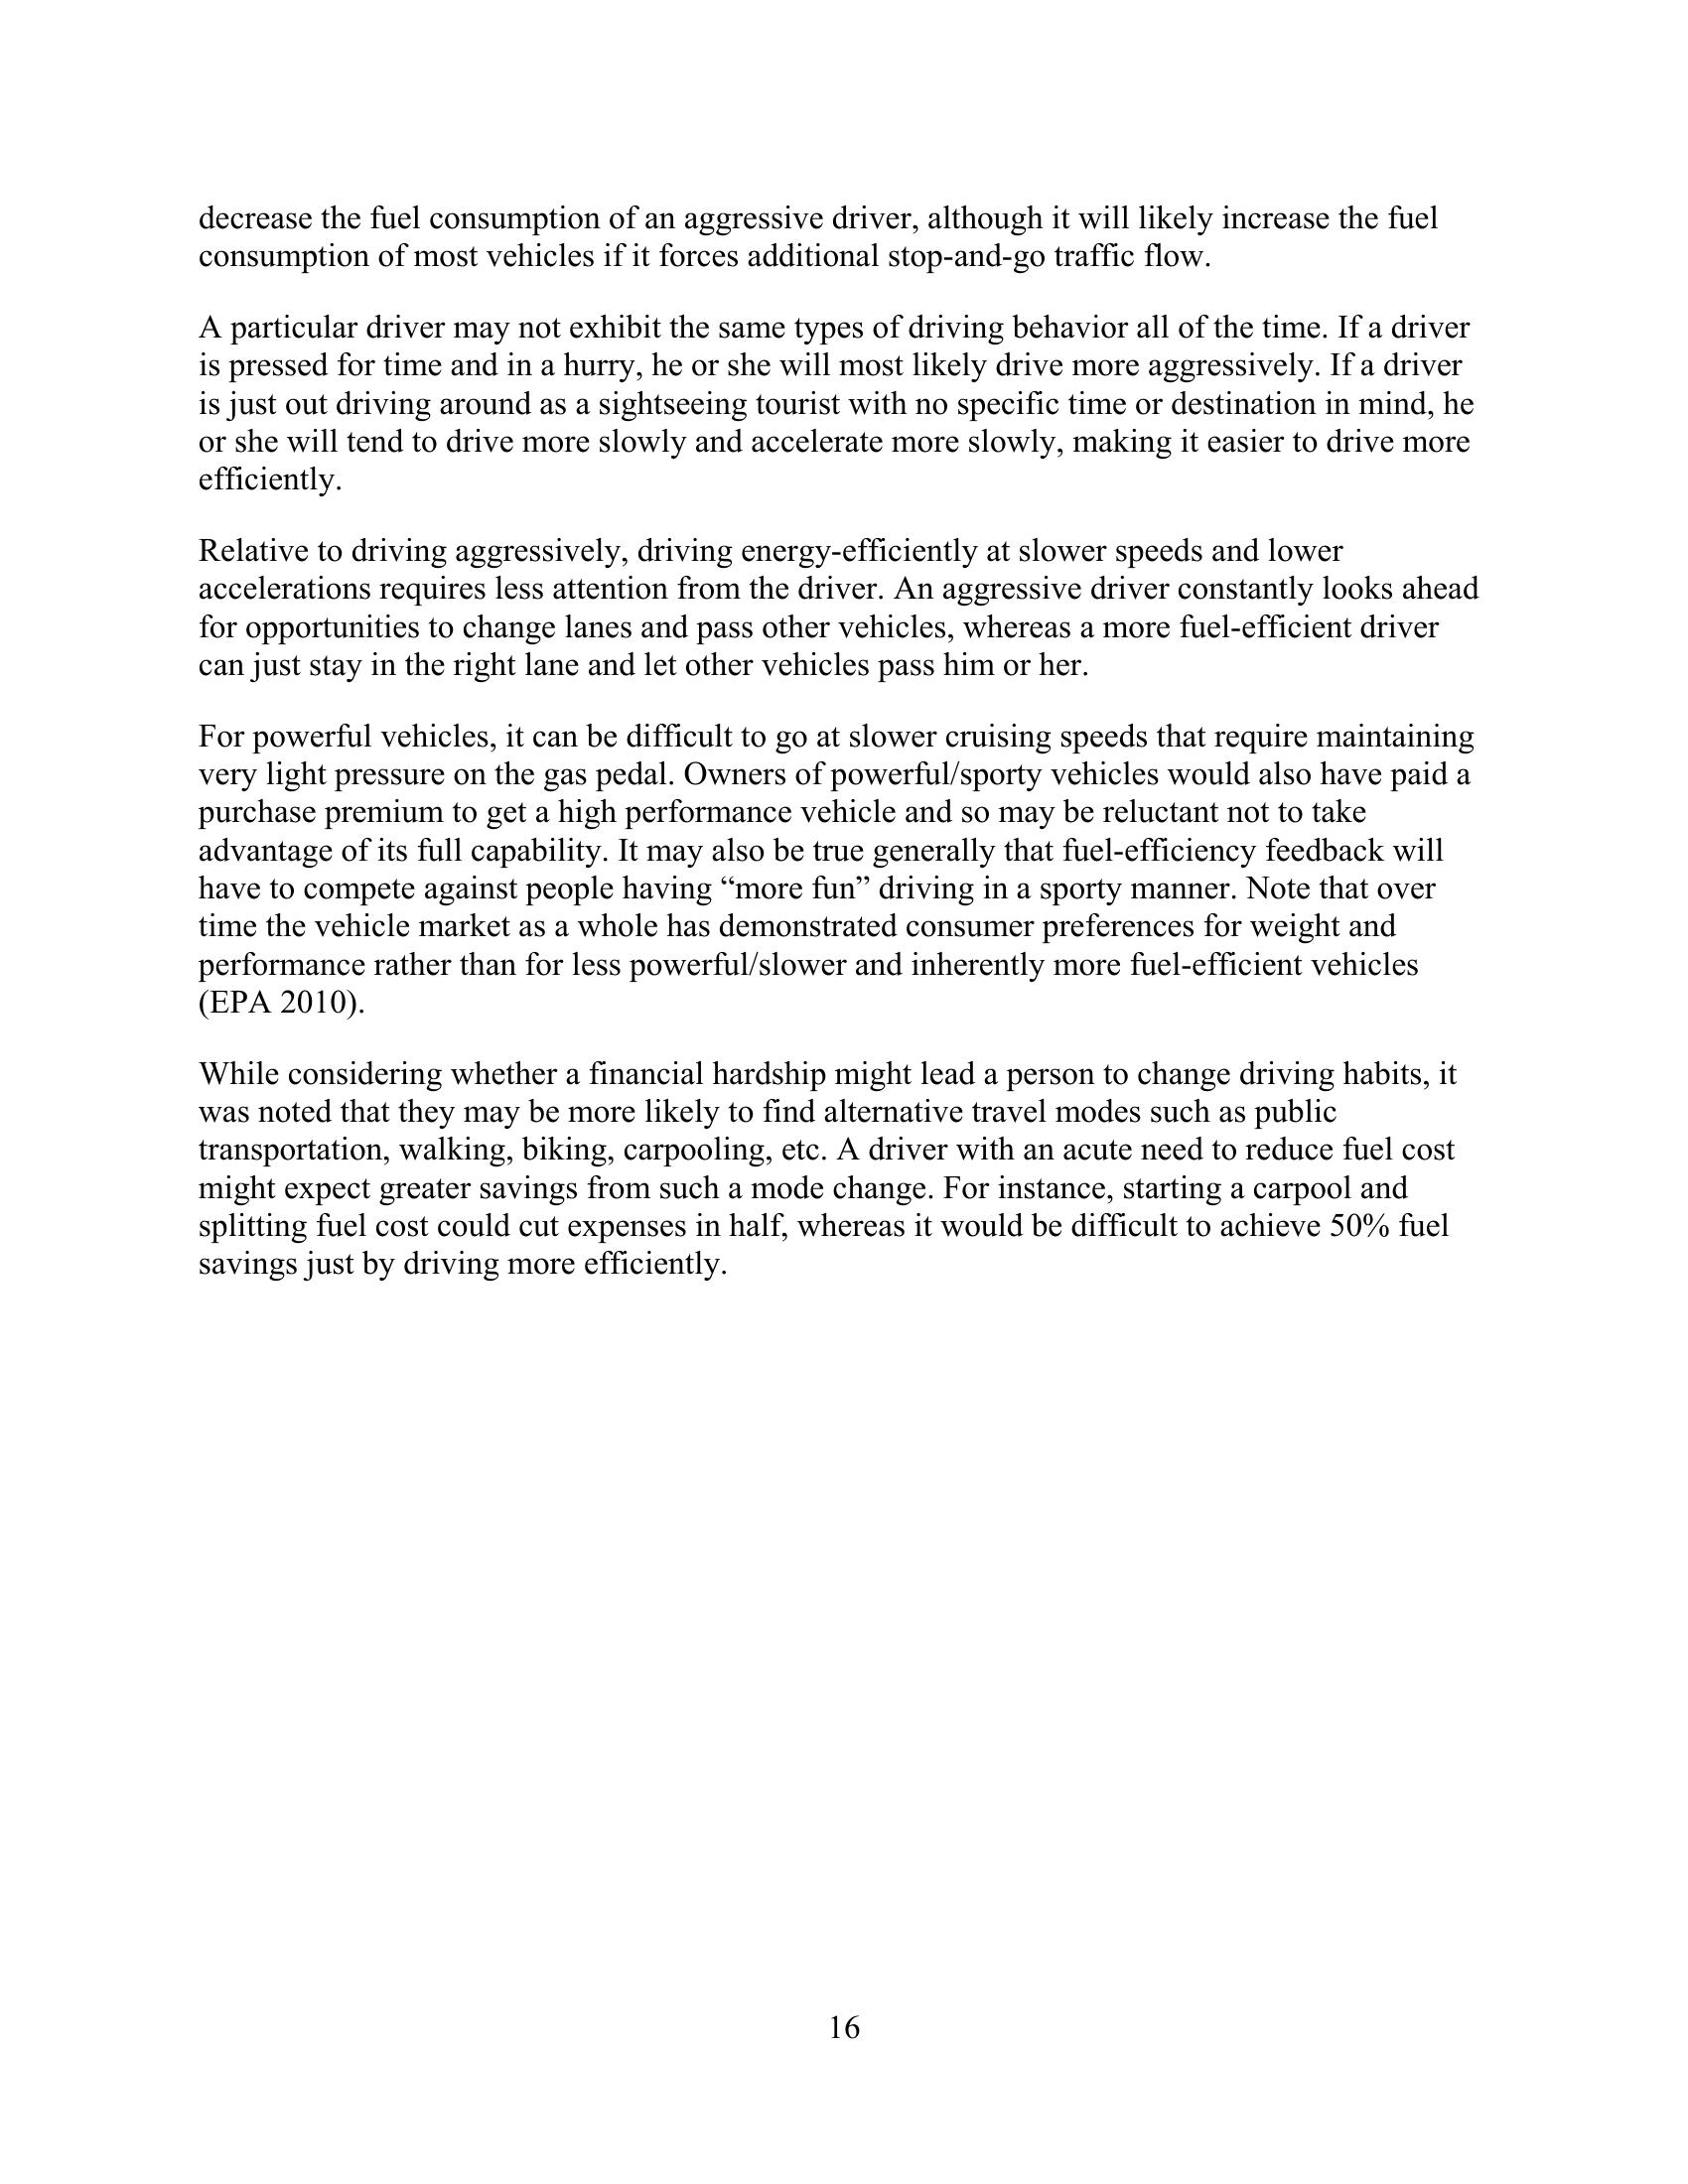 decrease the fuel consumption of an aggressive driver, although it will likely increase the fuel
consumption of most vehicles if it forces additional stop-and-go traffic flow.
A particular driver may not exhibit the same types of driving behavior all of the time. If a driver
is pressed for time and in a hurry, he or she will most likely drive more aggressively. If a driver
is just out driving around as a sightseeing tourist with no specific time or destination in mind, he
or she will tend to drive more slowly and accelerate more slowly, making it easier to drive more
efficiently.
Relative to driving aggressively, driving energy-efficiently at slower speeds and lower
accelerations requires less attention from the driver. An aggressive driver constantly looks ahead
for opportunities to change lanes and pass other vehicles, whereas a more fuel-efficient driver
can just stay in the right lane and let other vehicles pass him or her.
For powerful vehicles, it can be difficult to go at slower cruising speeds that require maintaining
very light pressure on the gas pedal. Owners of powerful/sporty vehicles would also have paid a
purchase premium to get a high performance vehicle and so may be reluctant not to take
advantage of its full capability. It may also be true generally that fuel-efficiency feedback will
have to compete against people having “more fun” driving in a sporty manner. Note that over
time the vehicle market as a whole has demonstrated consumer preferences for weight and
performance rather than for less powerful/slower and inherently more fuel-efficient vehicles
(EPA 2010).
While considering whether a financial hardship might lead a person to change driving habits, it
was noted that they may be more likely to find alternative travel modes such as public
transportation, walking, biking, carpooling, etc. A driver with an acute need to reduce fuel cost
might expect greater savings from such a mode change. For instance, starting a carpool and
splitting fuel cost could cut expenses in half, whereas it would be difficult to achieve 50% fuel
savings just by driving more efficiently.
16